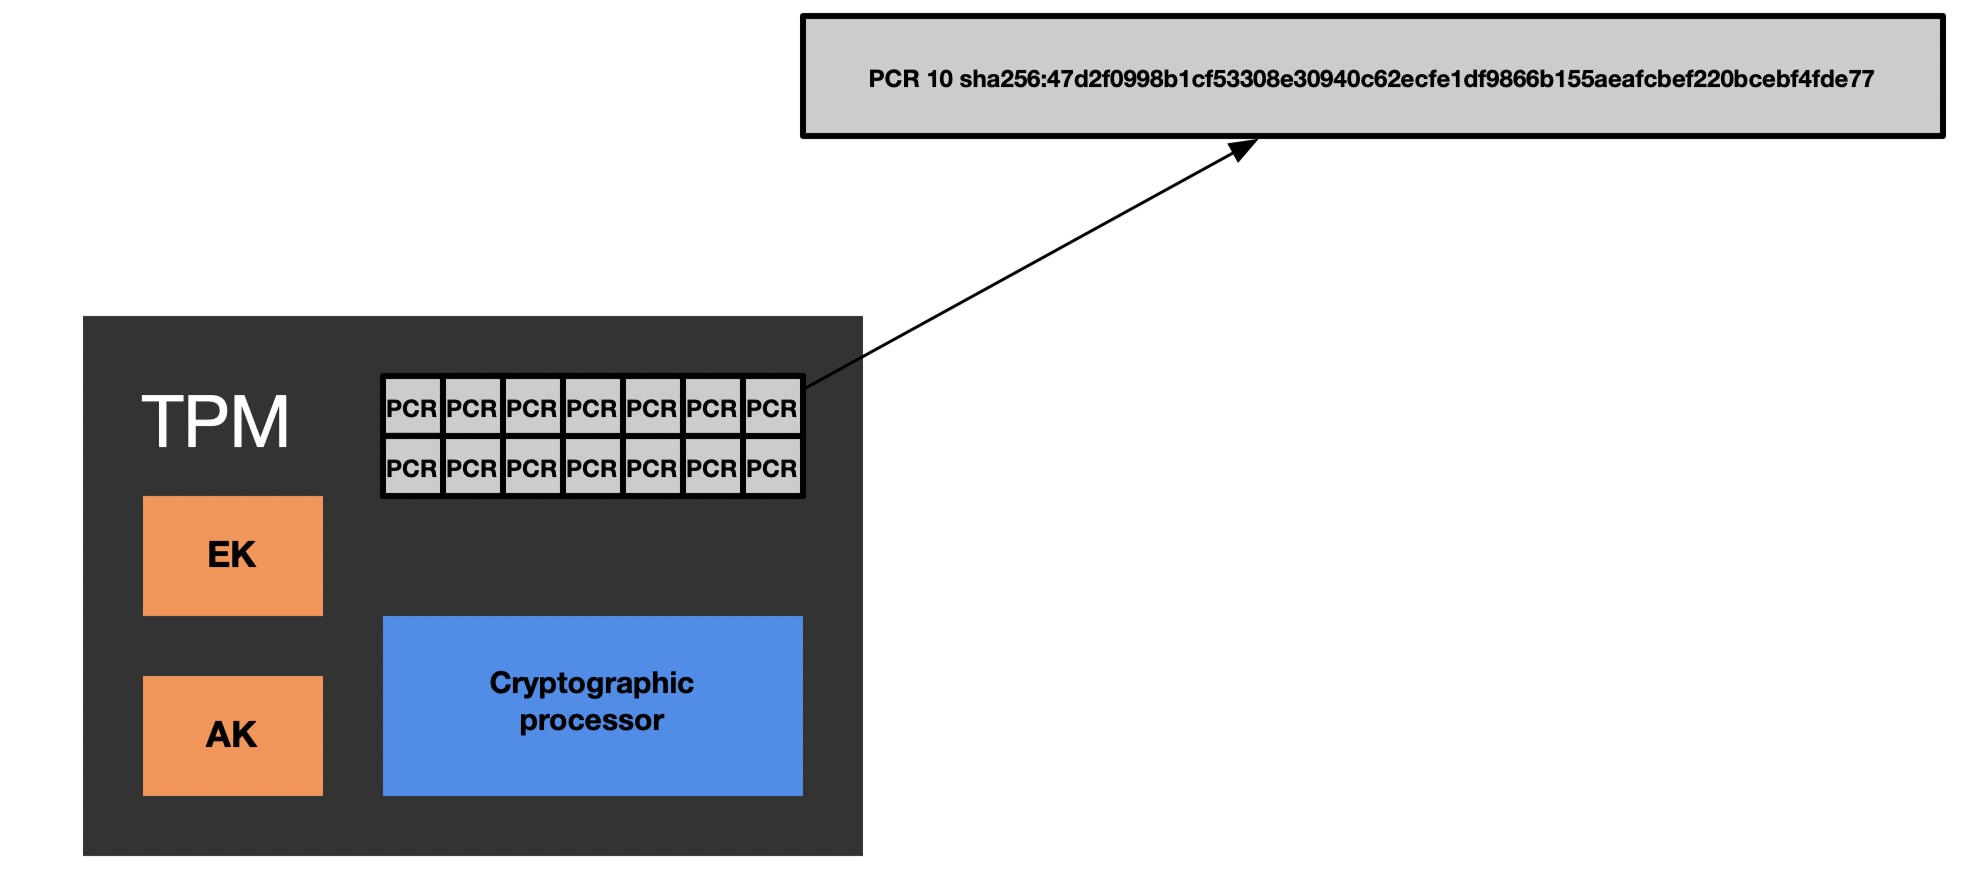 PCR 10 sha256:47d2f0998b1cf53308e30940c62ecfe1df9866b155aeafcbef220bcebf4fde77
TPM
PCR PCR PCR PCR PCR PCR PCR
PCR PCR PCR PCR PCR PCR PCR
EK
AK
Cryptographic
processor